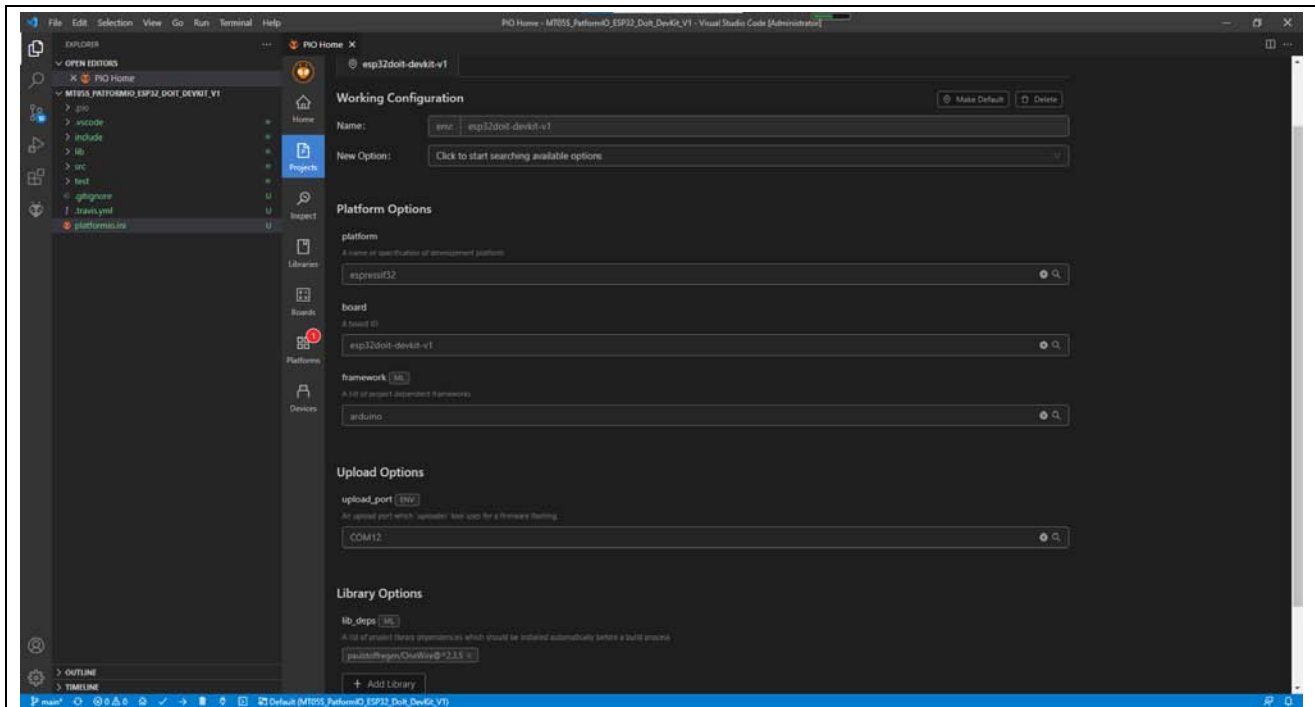 File Edit Selection View Go Run Terminal Help
PIO Home - MT055_PatformIO_ESP32_Doit_DevKit_V1 - Visual Studio Code [Administrator]
EXPLORER
OPEN EDITORS
PIO Home
MT055_PATFORMIO_ESP32_DOIT_DEVKIT_V1
.pio
.vscode
include
lib
src
test
.gitignore U
.travis.yml U
platformio.ini U
OUTLINE
TIMELINE
PIO Home
Home
Projects
Inspect
Libraries
Boards
1
Platforms
Devices
esp32doit-devkit-v1
Working Configuration
Make Default
Delete
Name: env: esp32doit-devkit-v1
New Option: Click to start searching available options
Platform Options
platform
A name or specification of development platform
espressif32
board
A board ID
esp32doit-devkit-v1
framework ML
A list of project dependent frameworks
arduino
Upload Options
upload_port ENV
An upload port which `uploader` tool uses for a firmware flashing
COM12
Library Options
lib_deps ML
A list of project library dependencies which should be installed automatically before a build process
paulstoffregen/OneWire@^2.3.5
+ Add Library
main* 0 0 Default (MT055_PatformIO_ESP32_Doit_DevKit_V1)